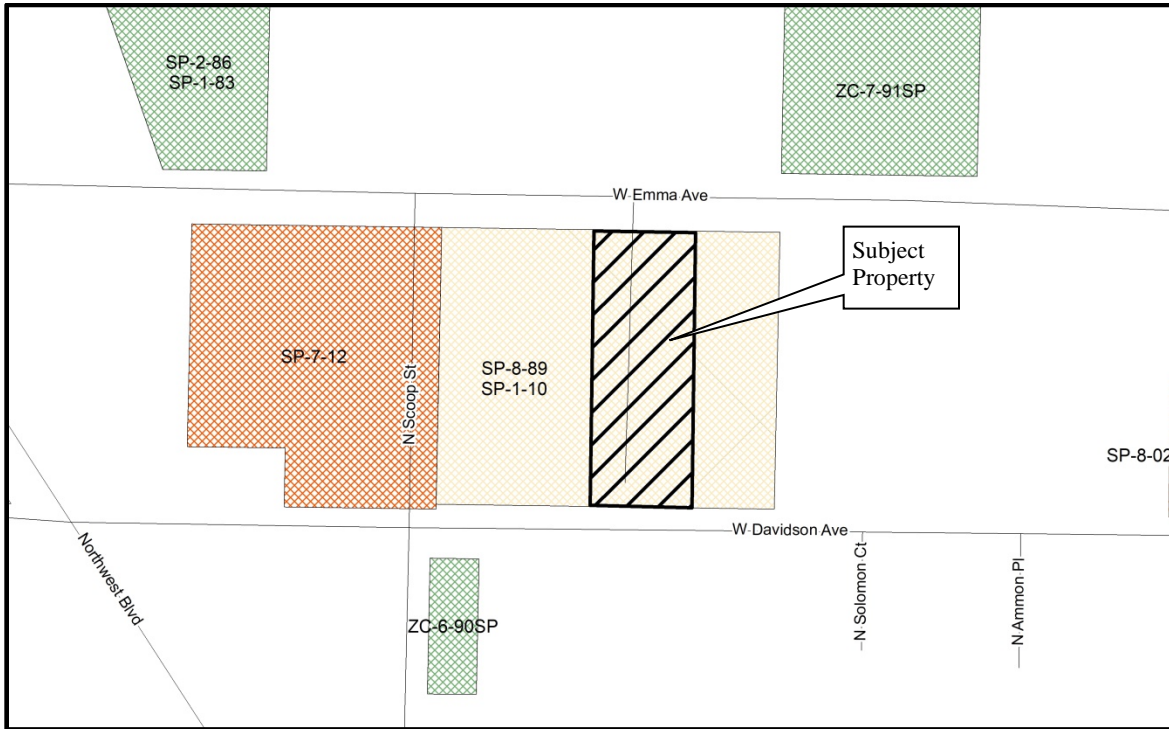 SP-2-86
SP-1-83
ZC-7-91SP
W Emma Ave
Subject
Property
SP-7-12
N Scoop St
SP-8-89
SP-1-10
SP-8-02
W Davidson Ave
Northwest Blvd
N Solomon Ct
N Ammon Pl
ZC-6-90SP